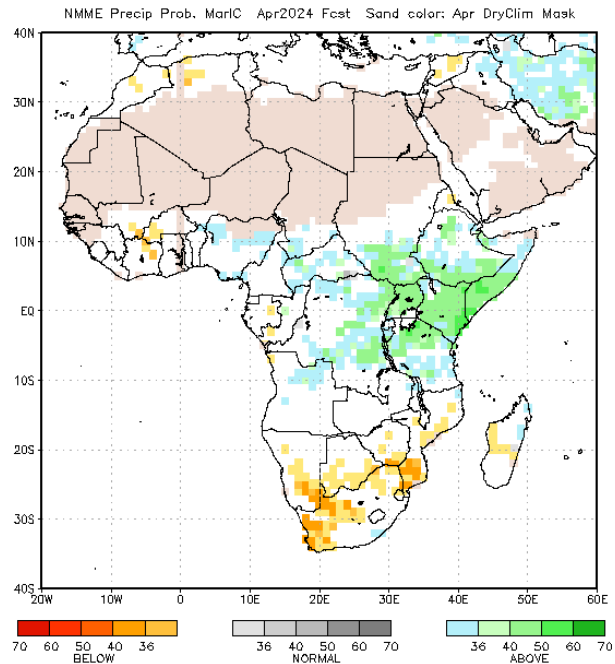 NMME Precip Prob. MarIC Apr2024 Fcst Sand color: Apr DryClim Mask
40N
30N
20N
10N
EQ
10S
20S
30S
40S
20W 10W 0 10E 20E 30E 40E 50E 60E
70 60 50 40 36 36 40 50 60 70 36 40 50 60 70
BELOW NORMAL ABOVE